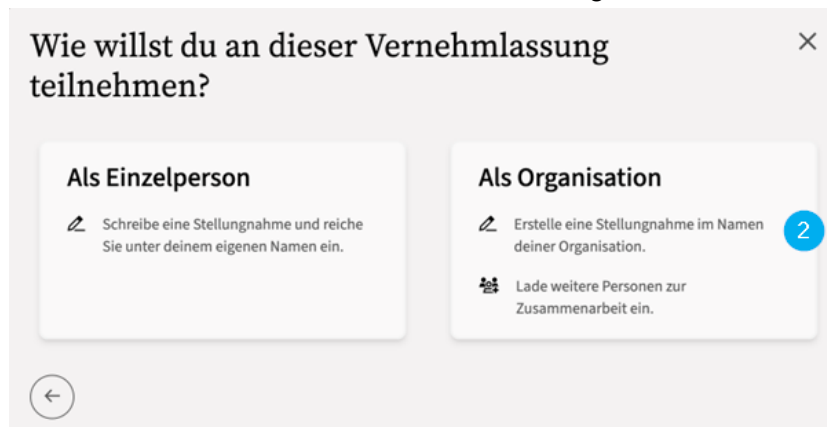 Wie willst du an dieser Vernehmlassung
teilnehmen?
Als Einzelperson
Schreibe eine Stellungnahme und reiche
Sie unter deinem eigenen Namen ein.
Als Organisation
Erstelle eine Stellungnahme im Namen
deiner Organisation.
2
Lade weitere Personen zur
Zusammenarbeit ein.